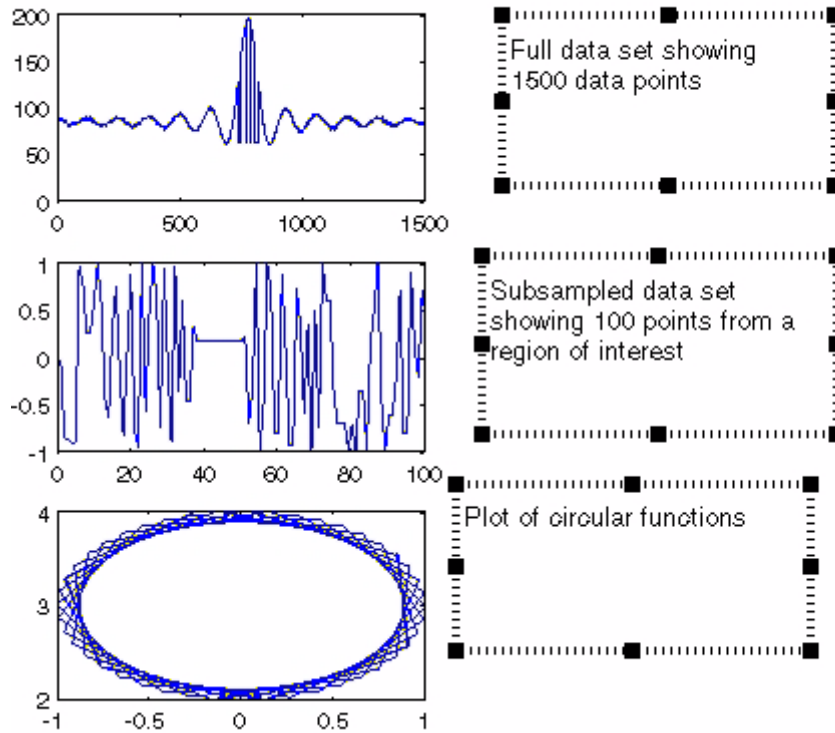 200
150
100
50
0
0 500 1000 1500
Full data set showing
1500 data points
1
0.5
0
-0.5
-1
0 20 40 60 80 100
Subsampled data set
showing 100 points from a
region of interest
4
3
2
-1 -0.5 0 0.5 1
Plot of circular functions